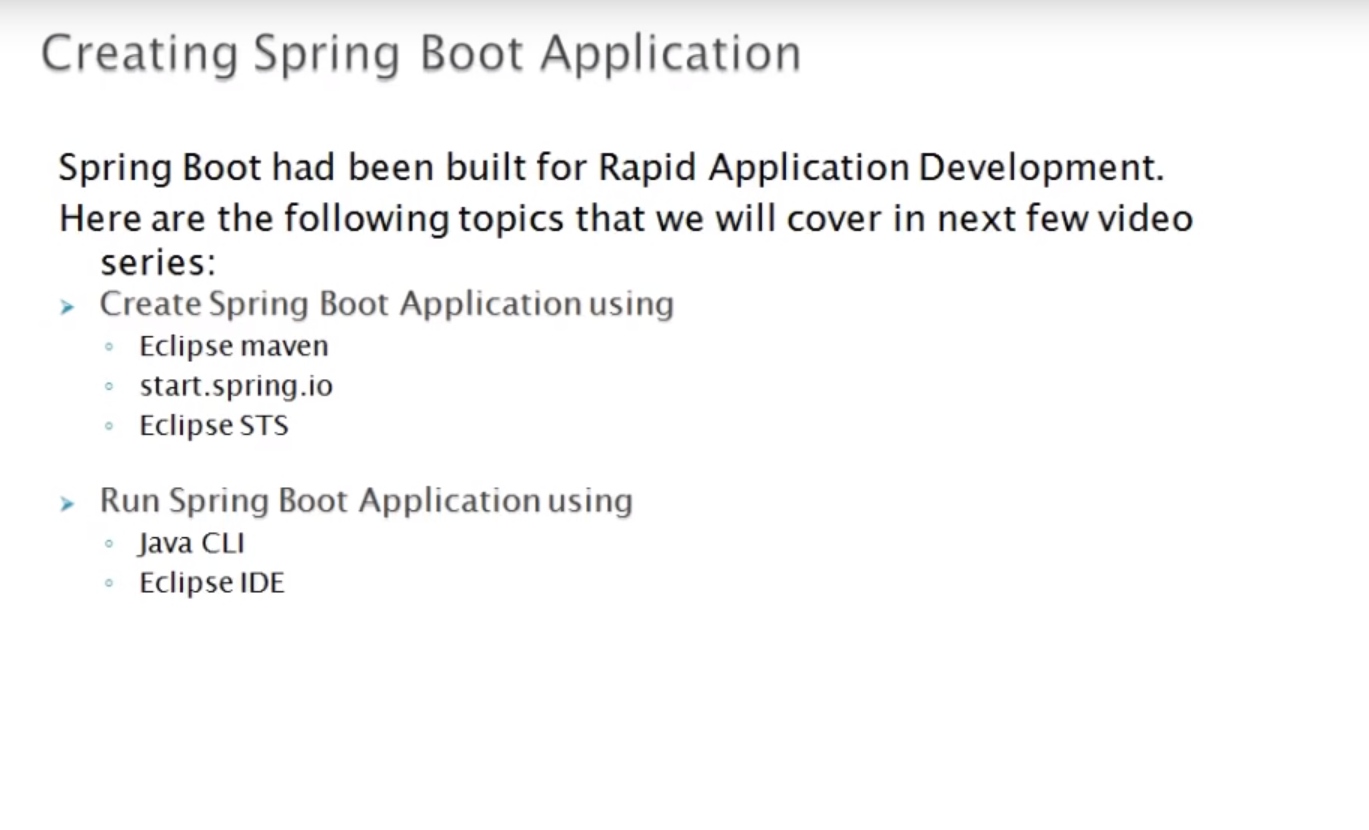 Creating Spring Boot Application
Spring Boot had been built for Rapid Application Development.
Here are the following topics that we will cover in next few video
series:
Create Spring Boot Application using
Eclipse maven
start.spring.io
Eclipse STS
Run Spring Boot Application using
Java CLI
Eclipse IDE